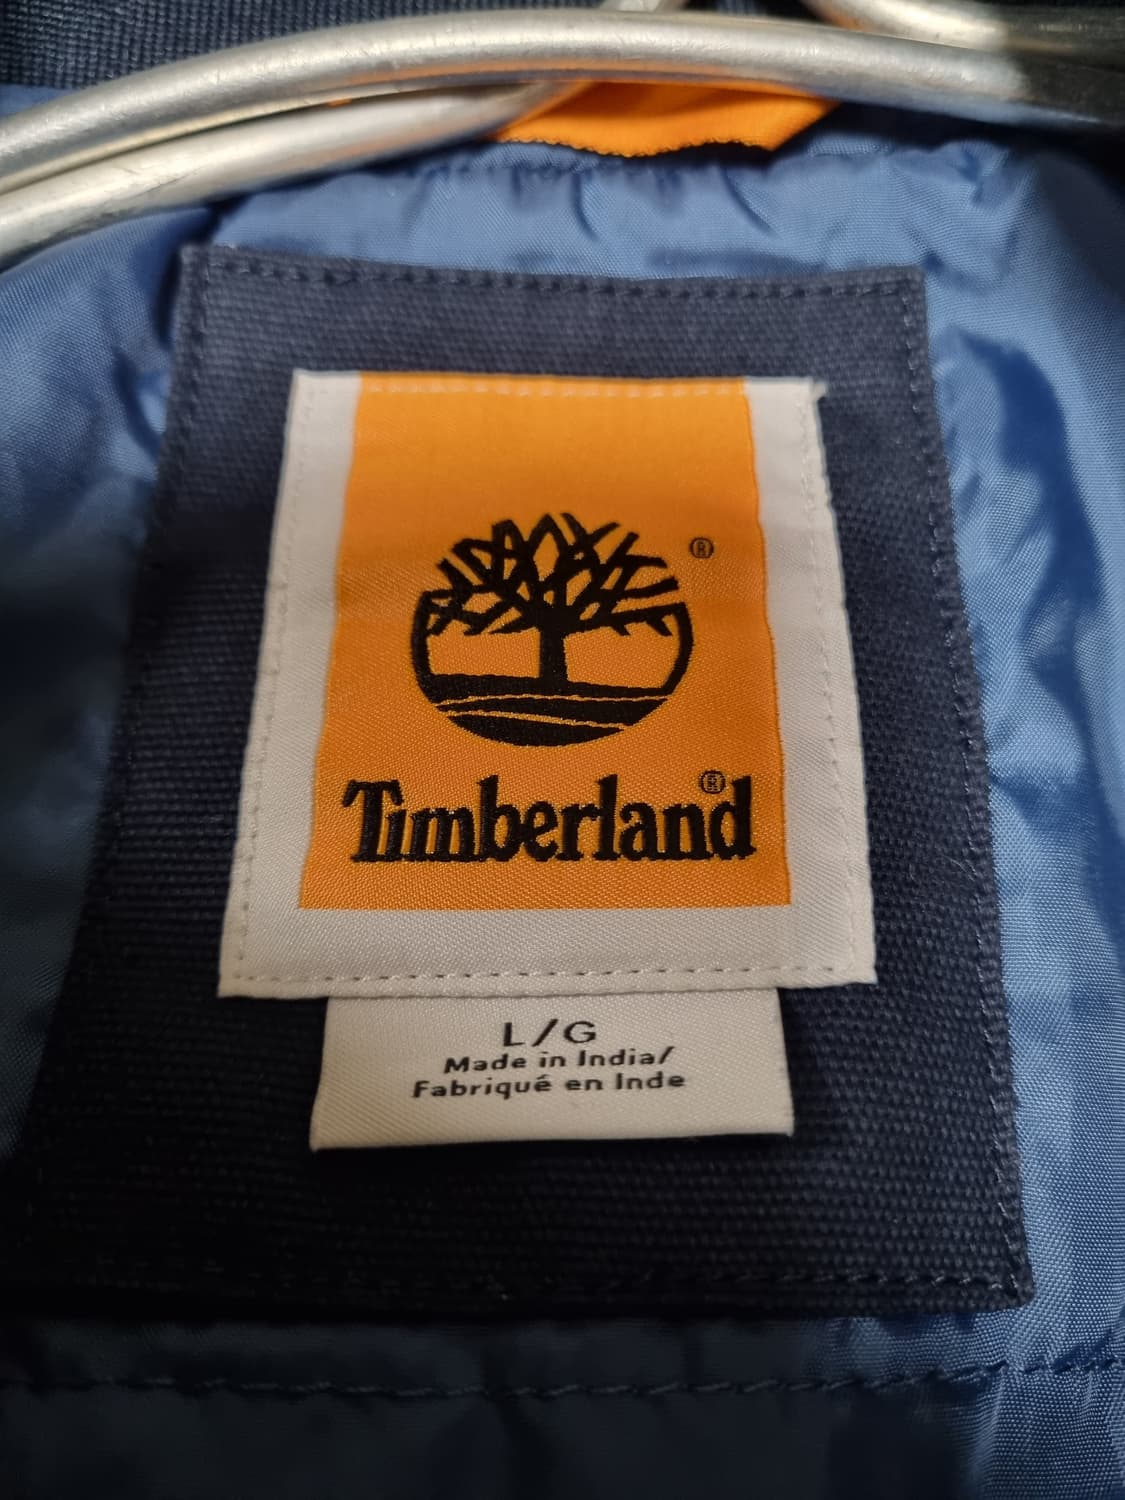 ®
Timberland®
L/G
Made in India/
Fabriqué en Inde